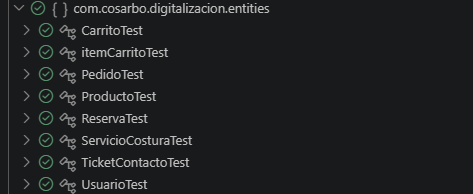 { } com.cosarbo.digitalizacion.entities
CarritoTest
itemCarritoTest
PedidoTest
ProductoTest
ReservaTest
ServicioCosturaTest
TicketContactoTest
UsuarioTest